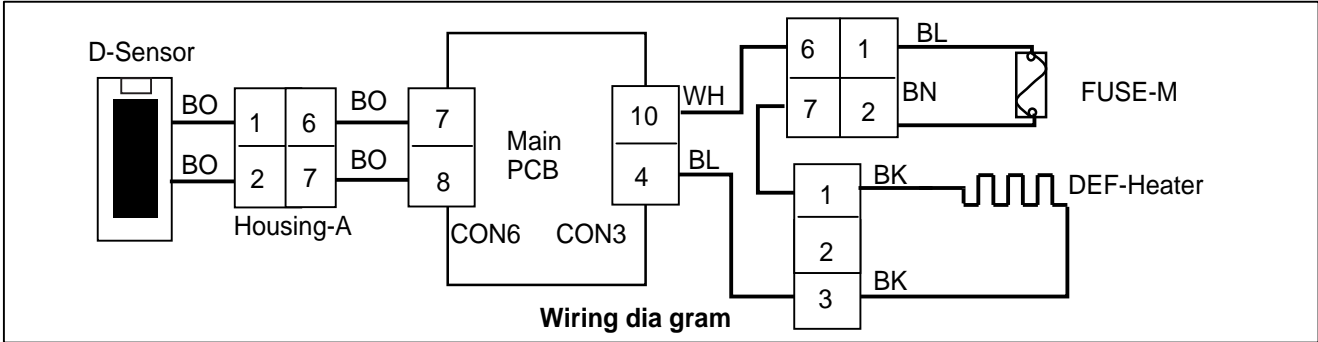 D-Sensor
BO
BO
1 6
2 7
Housing-A
BO
BO
7
8
CON6
Main
PCB
CON3
10
4
WH
BL
6 1
7 2
BL
BN
FUSE-M
1
2
3
BK
BK
DEF-Heater
Wiring dia gram